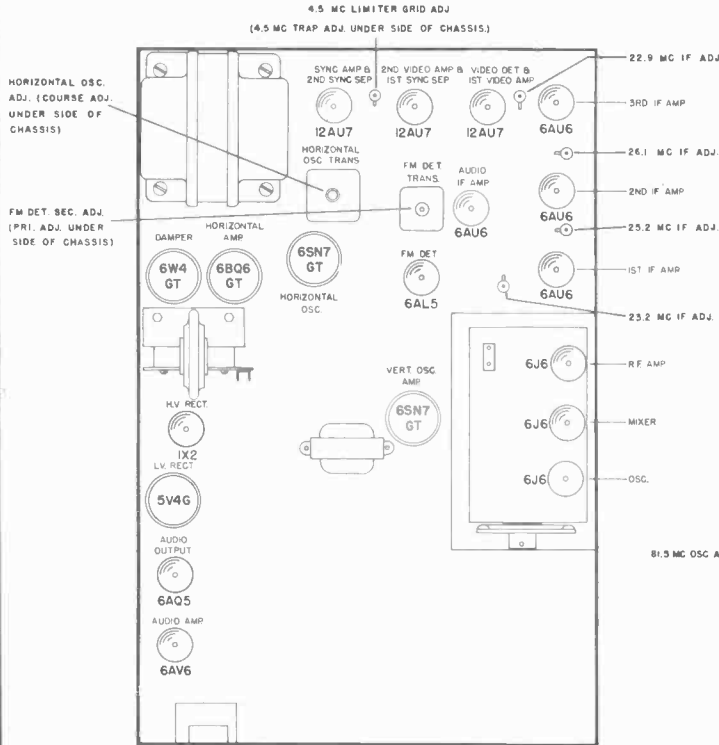 4.5 MC LIMITER GRID ADJ
(4.5 MC TRAP ADJ. UNDER SIDE OF CHASSIS.)
HORIZONTAL OSC.
ADJ. (COURSE ADJ.
UNDER SIDE OF
CHASSIS)
FM DET. SEC. ADJ.
(PRI. ADJ. UNDER
SIDE OF CHASSIS)
SYNC AMP &
2ND SYNC SEP
12AU7
2ND VIDEO AMP &
1ST SYNC SEP
12AU7
VIDEO DET &
1ST VIDEO AMP
12AU7
22.9 MC IF ADJ
3RD IF AMP
6AU6
26.1 MC IF ADJ.
2ND IF AMP
6AU6
25.2 MC IF ADJ.
1ST IF AMP
6AU6
23.2 MC IF ADJ.
HORIZONTAL
OSC TRANS
FM DET.
TRANS.
AUDIO
IF AMP
6AU6
DAMPER
6W4
GT
HORIZONTAL
AMP.
6BQ6
GT
6SN7
GT
HORIZONTAL
OSC.
FM DET
6AL5
H.V RECT.
1X2
VERT OSC
AMP
6SN7
GT
6J6
R.F. AMP
6J6
MIXER
6J6
OSC.
L.V. RECT
5V4G
AUDIO
OUTPUT
6AQ5
AUDIO AMP
6AV6
81.5 MC OSC A